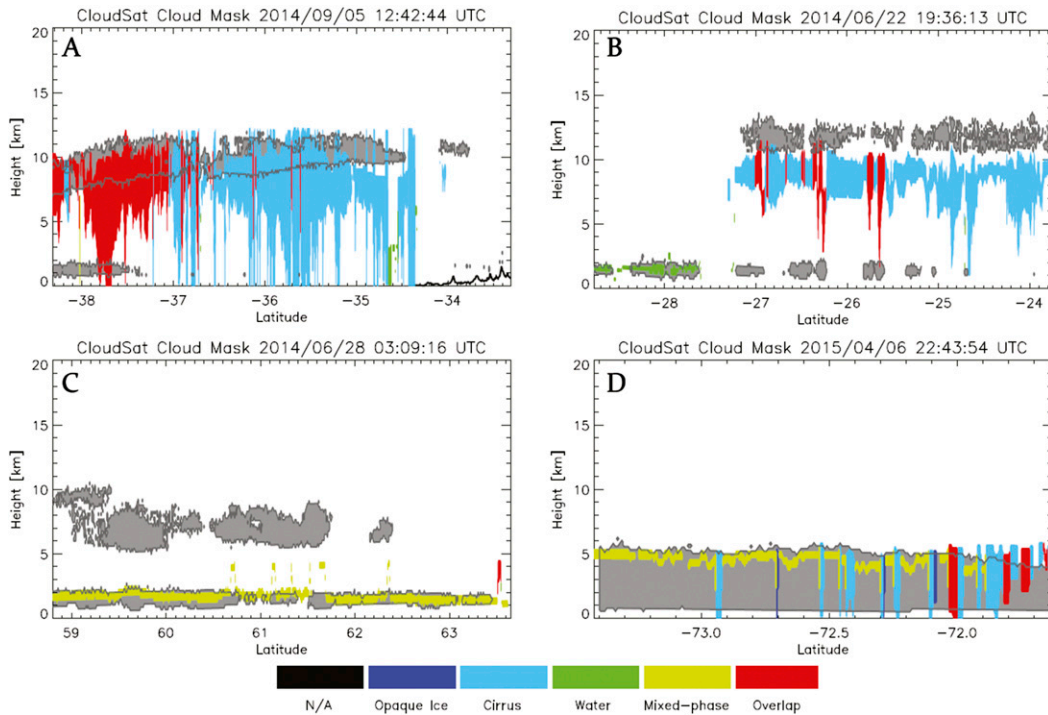 CloudSat Cloud Mask 2014/09/05 12:42:44 UTC
A
20
15
10
5
0
Height [km]
-38 -37 -36 -35 -34
Latitude
CloudSat Cloud Mask 2014/06/22 19:36:13 UTC
B
20
15
10
5
0
Height [km]
-28 -27 -26 -25 -24
Latitude
CloudSat Cloud Mask 2014/06/28 03:09:16 UTC
C
20
15
10
5
0
Height [km]
59 60 61 62 63
Latitude
CloudSat Cloud Mask 2015/04/06 22:43:54 UTC
D
20
15
10
5
0
Height [km]
-73.0 -72.5 -72.0
Latitude
N/A Opaque Ice Cirrus Water Mixed-phase Overlap